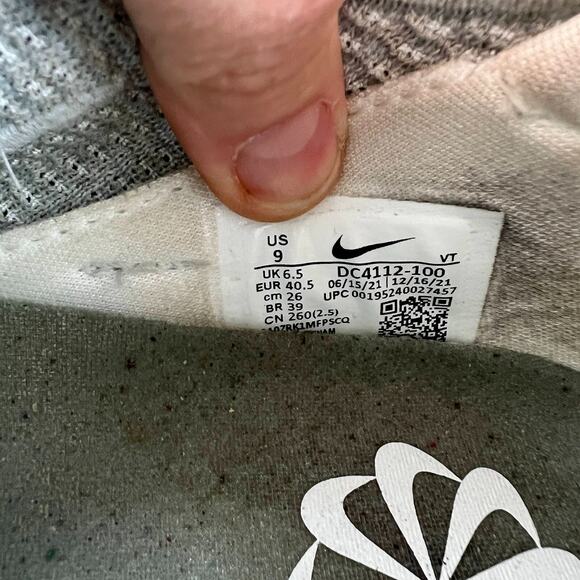 US
9
VT
UK 6.5
DC4112-100
EUR 40.5
06/15/21 | 12/16/21
cm 26
UPC 00195240027457
BR 39
CN 260(2.5)